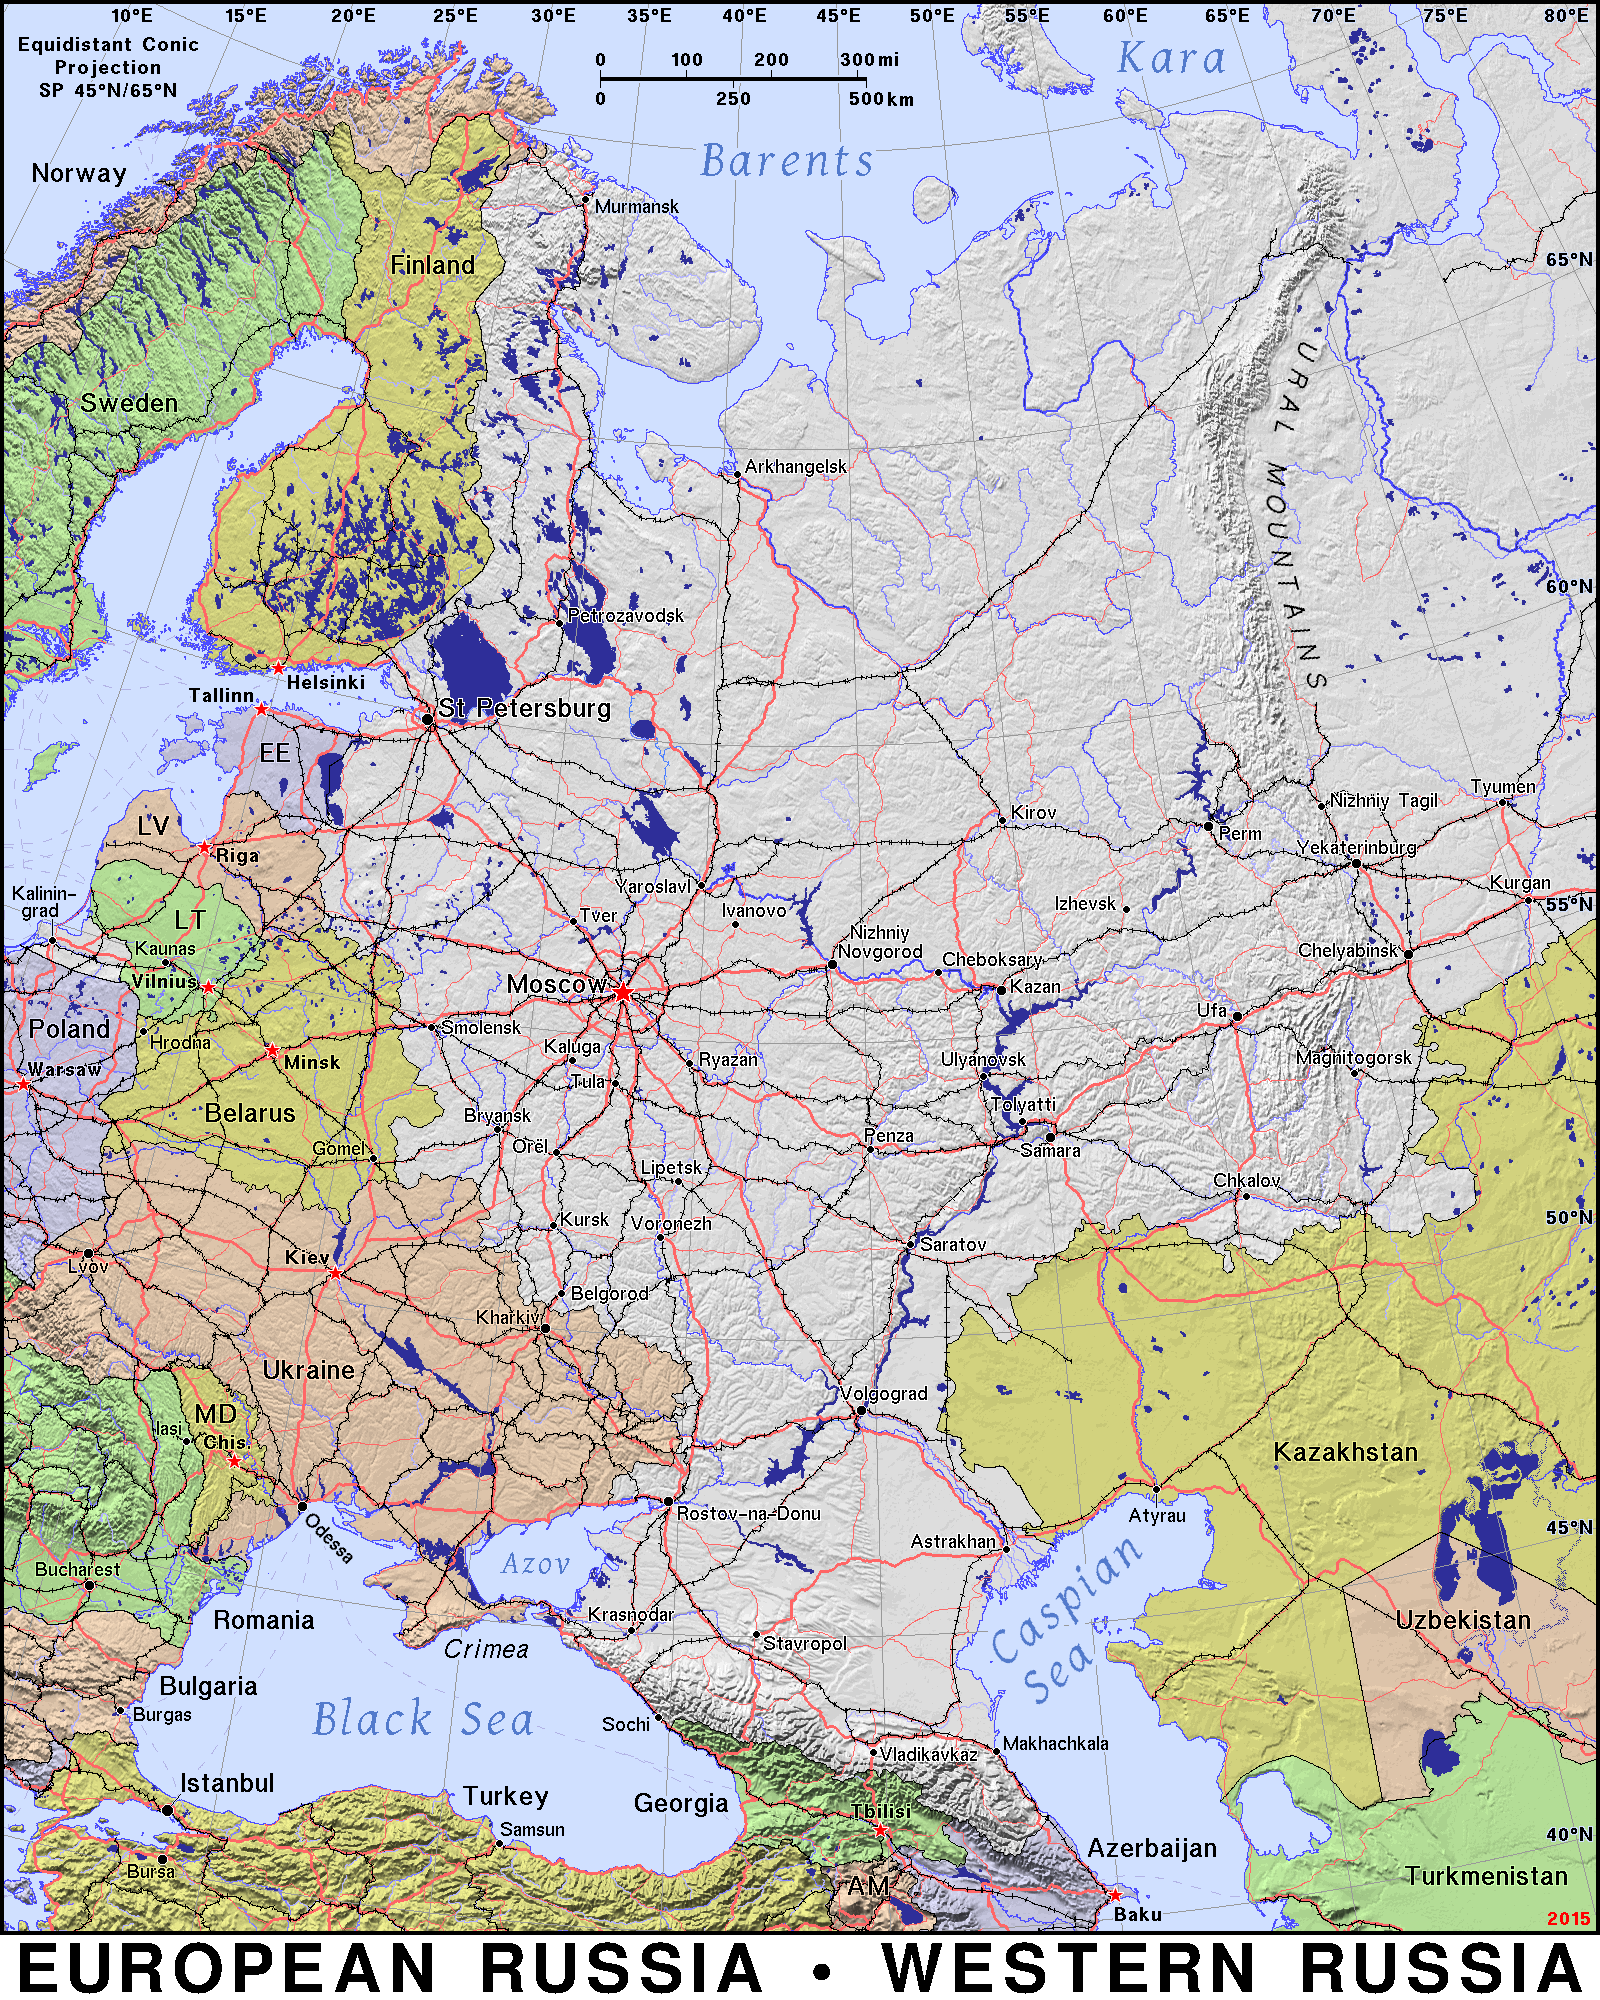 10°E 15°E 20°E 25°E 30°E 35°E 40°E 45°E 50°E 55°E 60°E 65°E 70°E 75°E 80°E
Equidistant Conic
Projection
SP 45°N/65°N
0 100 200 300 mi
0 250 500 km
Kara
Barents
Norway
Murmansk
Finland
65°N
Sweden
URAL MOUNTAINS
Arkhangelsk
60°N
Petrozavodsk
Helsinki
Tallinn
St Petersburg
EE
Tyumen
Nizhniy Tagil
Kirov
Perm
LV
Riga
Yekaterinburg
Kalinin-
grad
Yaroslavl
Kurgan
55°N
LT
Tver
Ivanovo
Izhevsk
Kaunas
Nizhniy
Novgorod
Chelyabinsk
Cheboksary
Vilnius
Moscow
Kazan
Ufa
Poland
Smolensk
Hrodna
Kaluga
Ryazan
Ulyanovsk
Magnitogorsk
Minsk
Warsaw
Tula
Tolyatti
Belarus
Bryansk
Penza
Gomel
Orël
Samara
Lipetsk
Chkalov
Kursk
Voronezh
50°N
Saratov
Kiev
Lvov
Belgorod
Kharkiv
Ukraine
Volgograd
MD
Iasi
Chis.
Kazakhstan
Rostov-na-Donu
Atyrau
Odessa
45°N
Astrakhan
Azov
Bucharest
Caspian
Sea
Krasnodar
Romania
Uzbekistan
Stavropol
Crimea
Bulgaria
Burgas
Black Sea
Sochi
Makhachkala
Vladikavkaz
Istanbul
Turkey
Georgia
Tbilisi
Samsun
40°N
Azerbaijan
Bursa
AM
Turkmenistan
Baku
2015
EUROPEAN RUSSIA • WESTERN RUSSIA